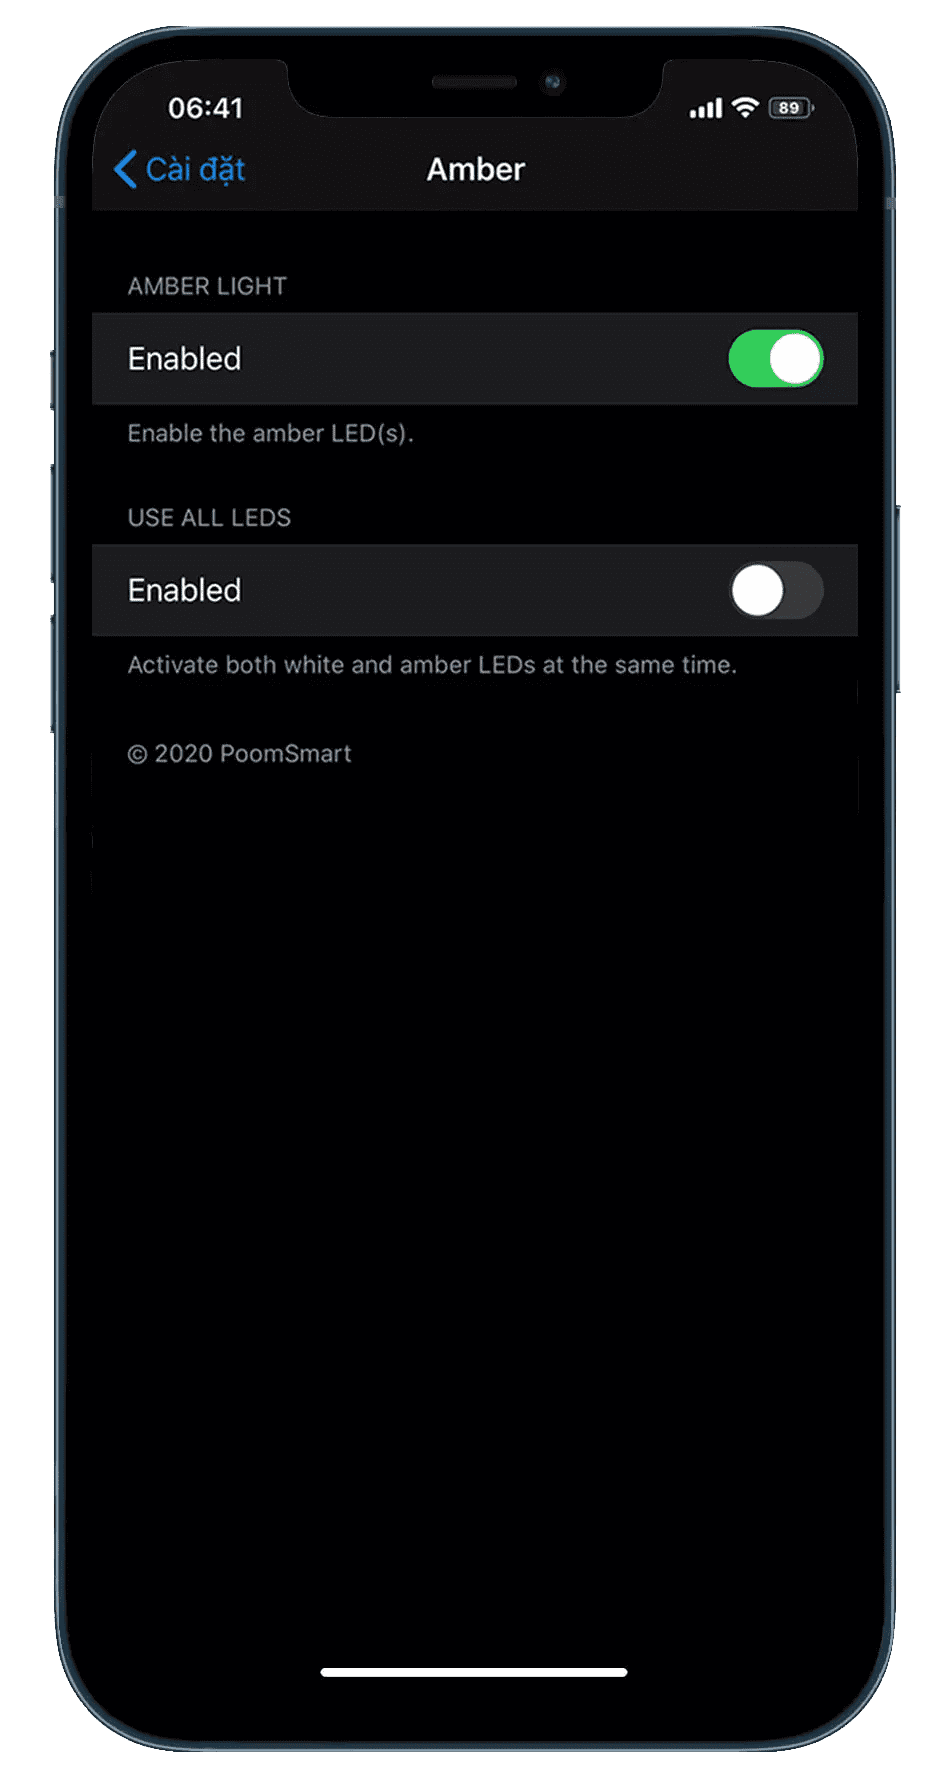 06:41
89
Cài đặt
Amber
AMBER LIGHT
Enabled
Enable the amber LED(s).
USE ALL LEDS
Enabled
Activate both white and amber LEDs at the same time.
© 2020 PoomSmart